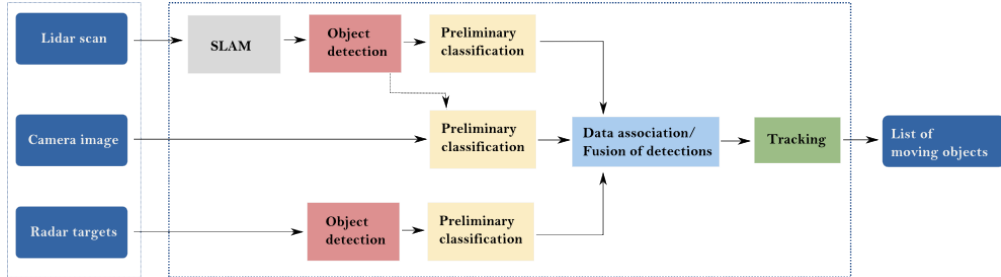 Lidar scan
SLAM
Object
detection
Preliminary
classification
Camera image
Preliminary
classification
Data association/
Fusion of detections
Tracking
List of
moving objects
Radar targets
Object
detection
Preliminary
classification